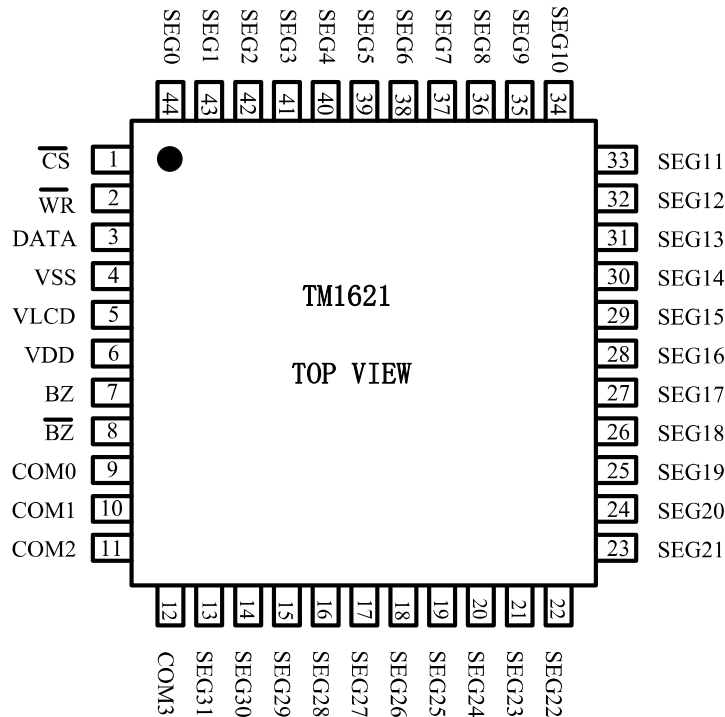 SEG0 SEG1 SEG2 SEG3 SEG4 SEG5 SEG6 SEG7 SEG8 SEG9 SEG10
44 43 42 41 40 39 38 37 36 35 34
C̅S̅ 1 33 SEG11
W̅R̅ 2 32 SEG12
DATA 3 31 SEG13
VSS 4 30 SEG14
TM1621
VLCD 5 29 SEG15
VDD 6 28 SEG16
TOP VIEW
BZ 7 27 SEG17
B̅Z̅ 8 26 SEG18
COM0 9 25 SEG19
COM1 10 24 SEG20
COM2 11 23 SEG21
12 13 14 15 16 17 18 19 20 21 22
COM3 SEG31 SEG30 SEG29 SEG28 SEG27 SEG26 SEG25 SEG24 SEG23 SEG22